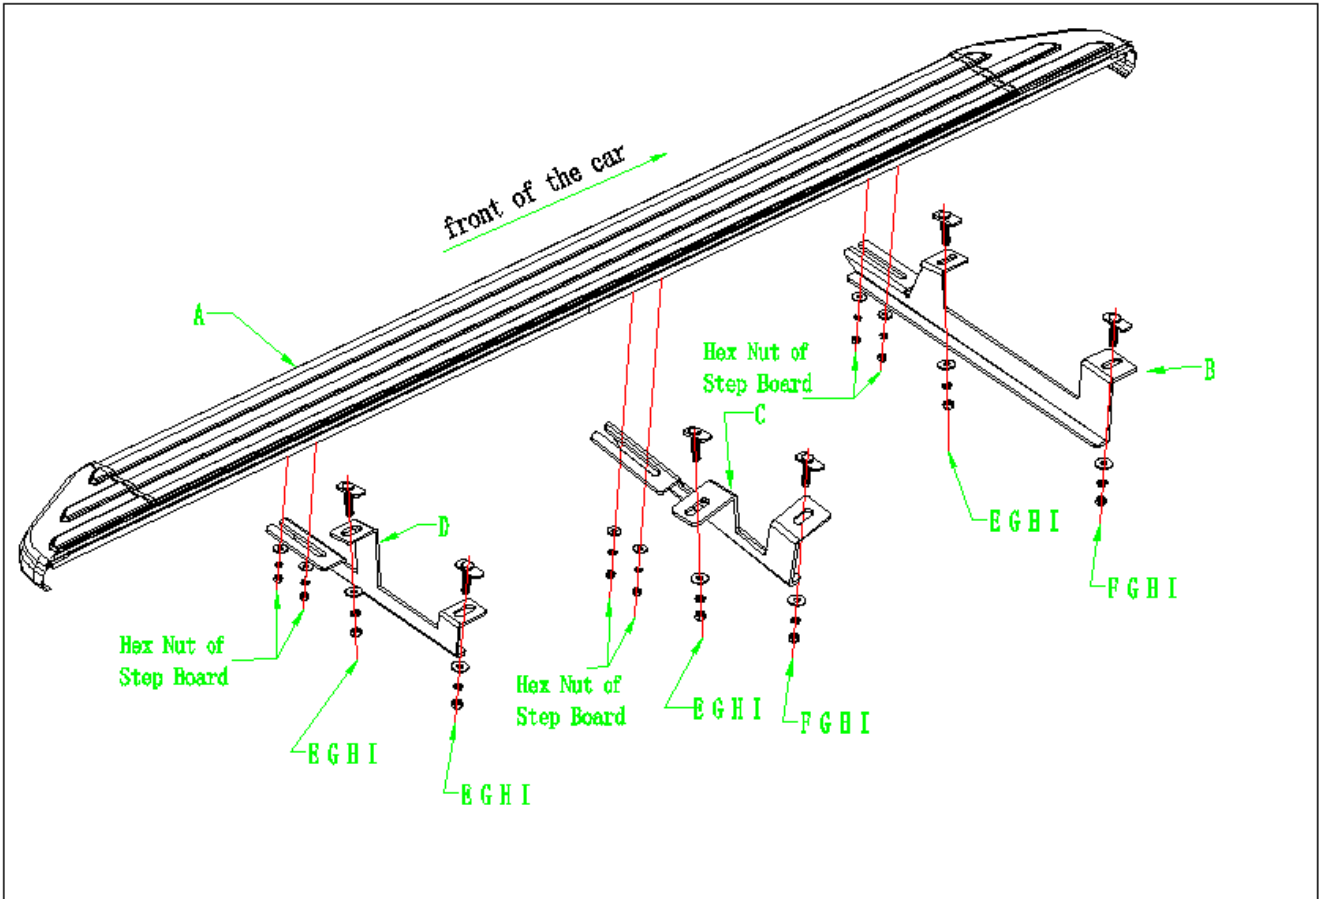 front of the car
A
Hex Nut of
Step Board
C
B
E G H I
F G H I
D
Hex Nut of
Step Board
E G H I
E G H I
Hex Nut of
Step Board
E G H I
F G H I